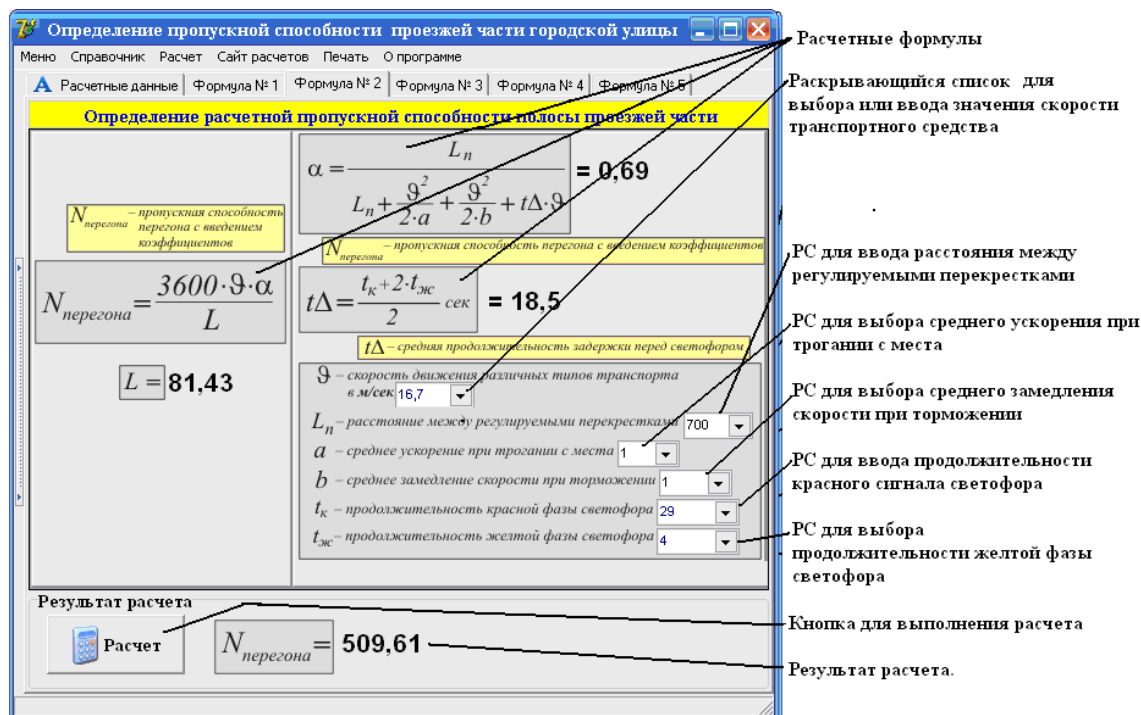 Определение пропускной способности проезжей части городской улицы
Меню Справочник Расчет Сайт расчетов Печать О программе
A Расчетные данные Формула № 1 Формула № 2 Формула № 3 Формула № 4 Формула № 5
Определение расчетной пропускной способности полосы проезжей части
N перегона – пропускная способность
перегона с введением
коэффициентов
N перегона = 3600·ϑ·α / L
L = 81,43
α = Lп / (Lп + ϑ²/2·a + ϑ²/2·b + tΔ·ϑ) = 0,69
N перегона – пропускная способность перегона с введением коэффициентов
tΔ = (tк+2·tж) / 2 сек = 18,5
tΔ – средняя продолжительность задержки перед светофором
ϑ – скорость движения различных типов транспорта
в м/сек 16,7
Lп – расстояние между регулируемыми перекрестками 700
a – среднее ускорение при трогании с места 1
b – среднее замедление скорости при торможении 1
tк – продолжительность красной фазы светофора 29
tж – продолжительность желтой фазы светофора 4
Результат расчета
Расчет
N перегона = 509,61
Расчетные формулы
Раскрывающийся список для
выбора или ввода значения скорости
транспортного средства
РС для ввода расстояния между
регулируемыми перекрестками
РС для выбора среднего ускорения при
трогании с места
РС для выбора среднего замедления
скорости при торможении
РС для ввода продолжительности
красного сигнала светофора
РС для выбора
продолжительности желтой фазы
светофора
Кнопка для выполнения расчета
Результат расчета.